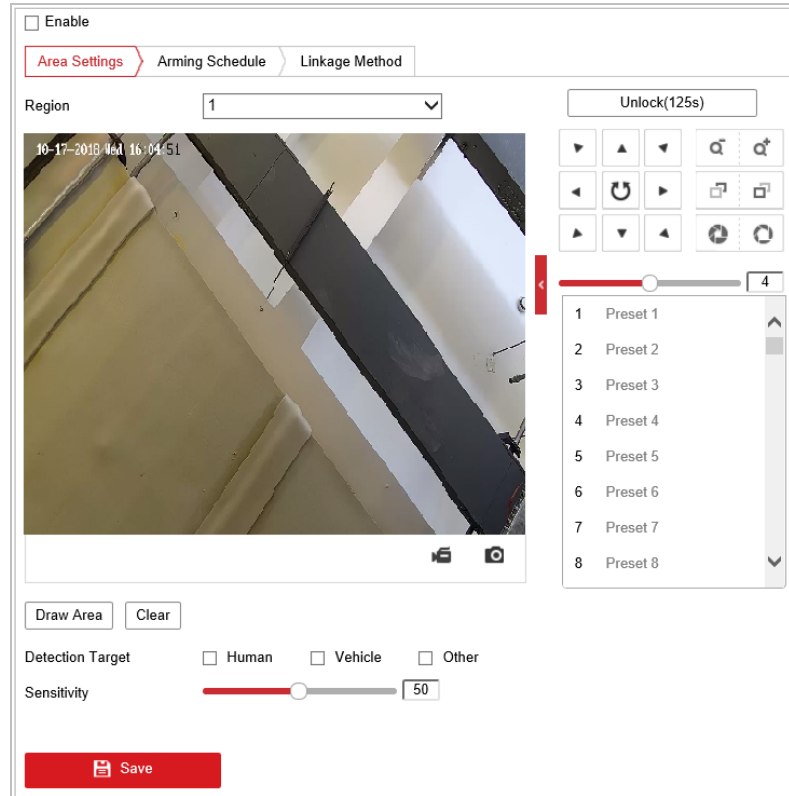 Enable
Area Settings
Arming Schedule
Linkage Method
Region
1
Unlock(125s)
10-17-2018 Wed 16:04:51
4
1 Preset 1
2 Preset 2
3 Preset 3
4 Preset 4
5 Preset 5
6 Preset 6
7 Preset 7
8 Preset 8
Draw Area
Clear
Detection Target
Human
Vehicle
Other
Sensitivity
50
Save